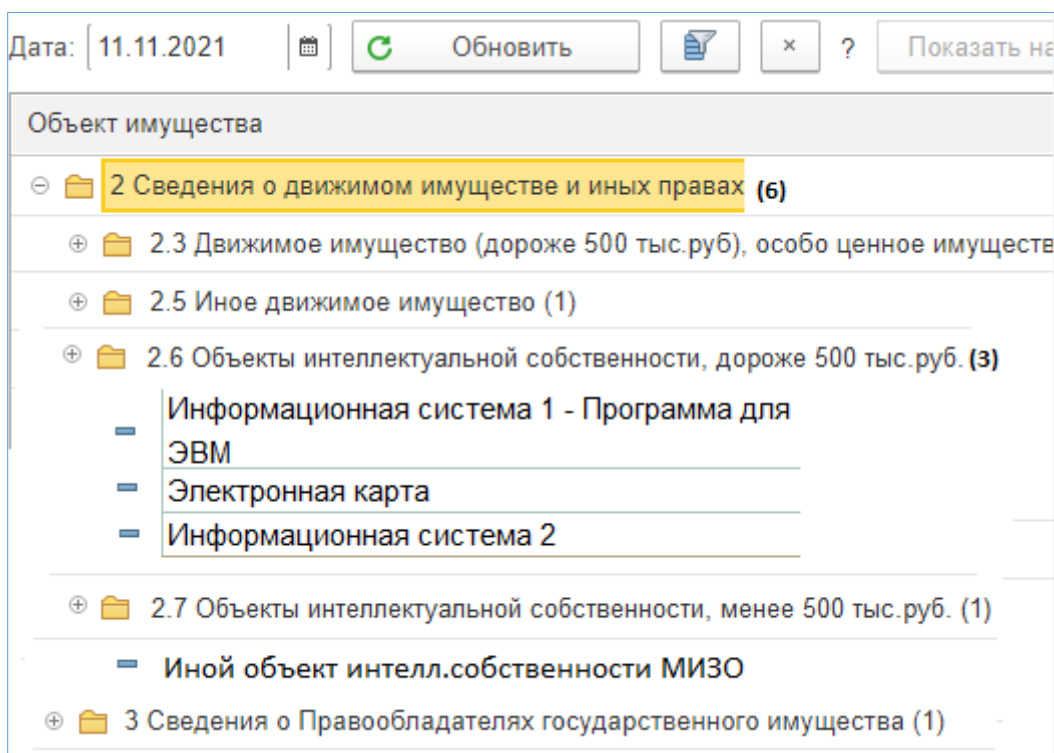 Дата: 11.11.2021 Обновить × ? Показать на
Объект имущества
2 Сведения о движимом имуществе и иных правах (6)
2.3 Движимое имущество (дороже 500 тыс.руб), особо ценное имуществ
2.5 Иное движимое имущество (1)
2.6 Объекты интеллектуальной собственности, дороже 500 тыс.руб. (3)
Информационная система 1 - Программа для
ЭВМ
Электронная карта
Информационная система 2
2.7 Объекты интеллектуальной собственности, менее 500 тыс.руб. (1)
Иной объект интелл.собственности МИЗО
3 Сведения о Правообладателях государственного имущества (1)